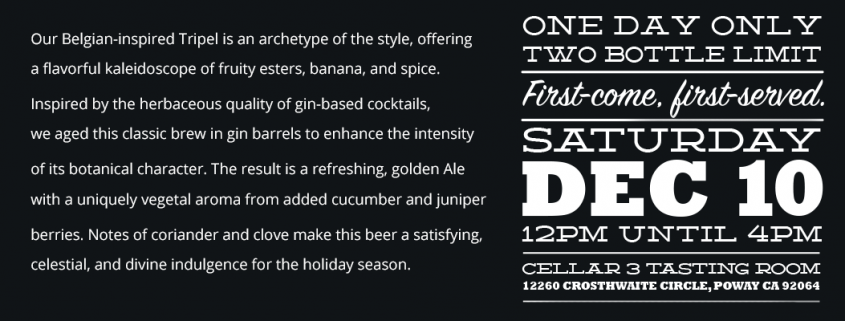 Our Belgian-inspired Tripel is an archetype of the style, offering
a flavorful kaleidoscope of fruity esters, banana, and spice.
Inspired by the herbaceous quality of gin-based cocktails,
we aged this classic brew in gin barrels to enhance the intensity
of its botanical character. The result is a refreshing, golden Ale
with a uniquely vegetal aroma from added cucumber and juniper
berries. Notes of coriander and clove make this beer a satisfying,
celestial, and divine indulgence for the holiday season.
ONE DAY ONLY
TWO BOTTLE LIMIT
First-come, first-served.
SATURDAY
DEC 10
12PM UNTIL 4PM
CELLAR 3 TASTING ROOM
12260 CROSTHWAITE CIRCLE, POWAY CA 92064